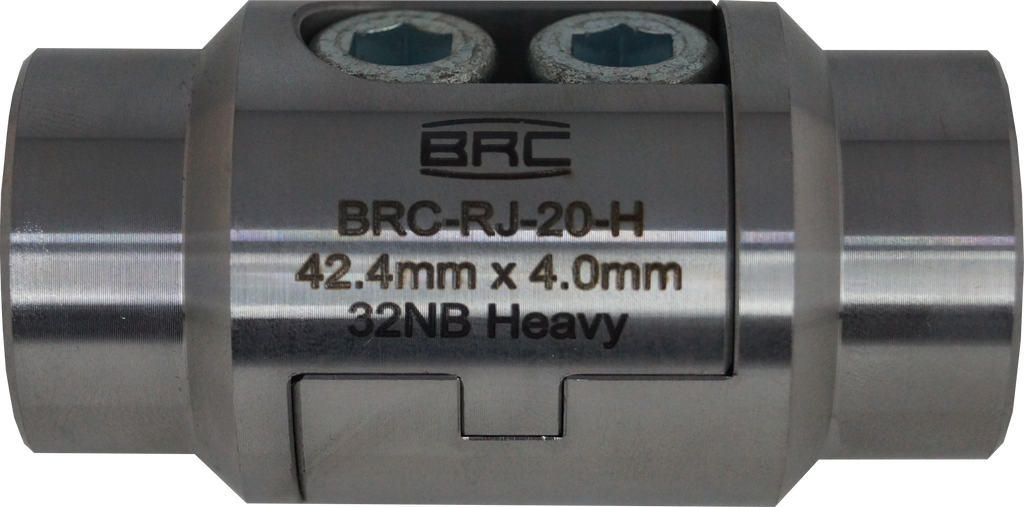 BRC
BRC-RJ-20-H
42.4mm x 4.0mm
32NB Heavy